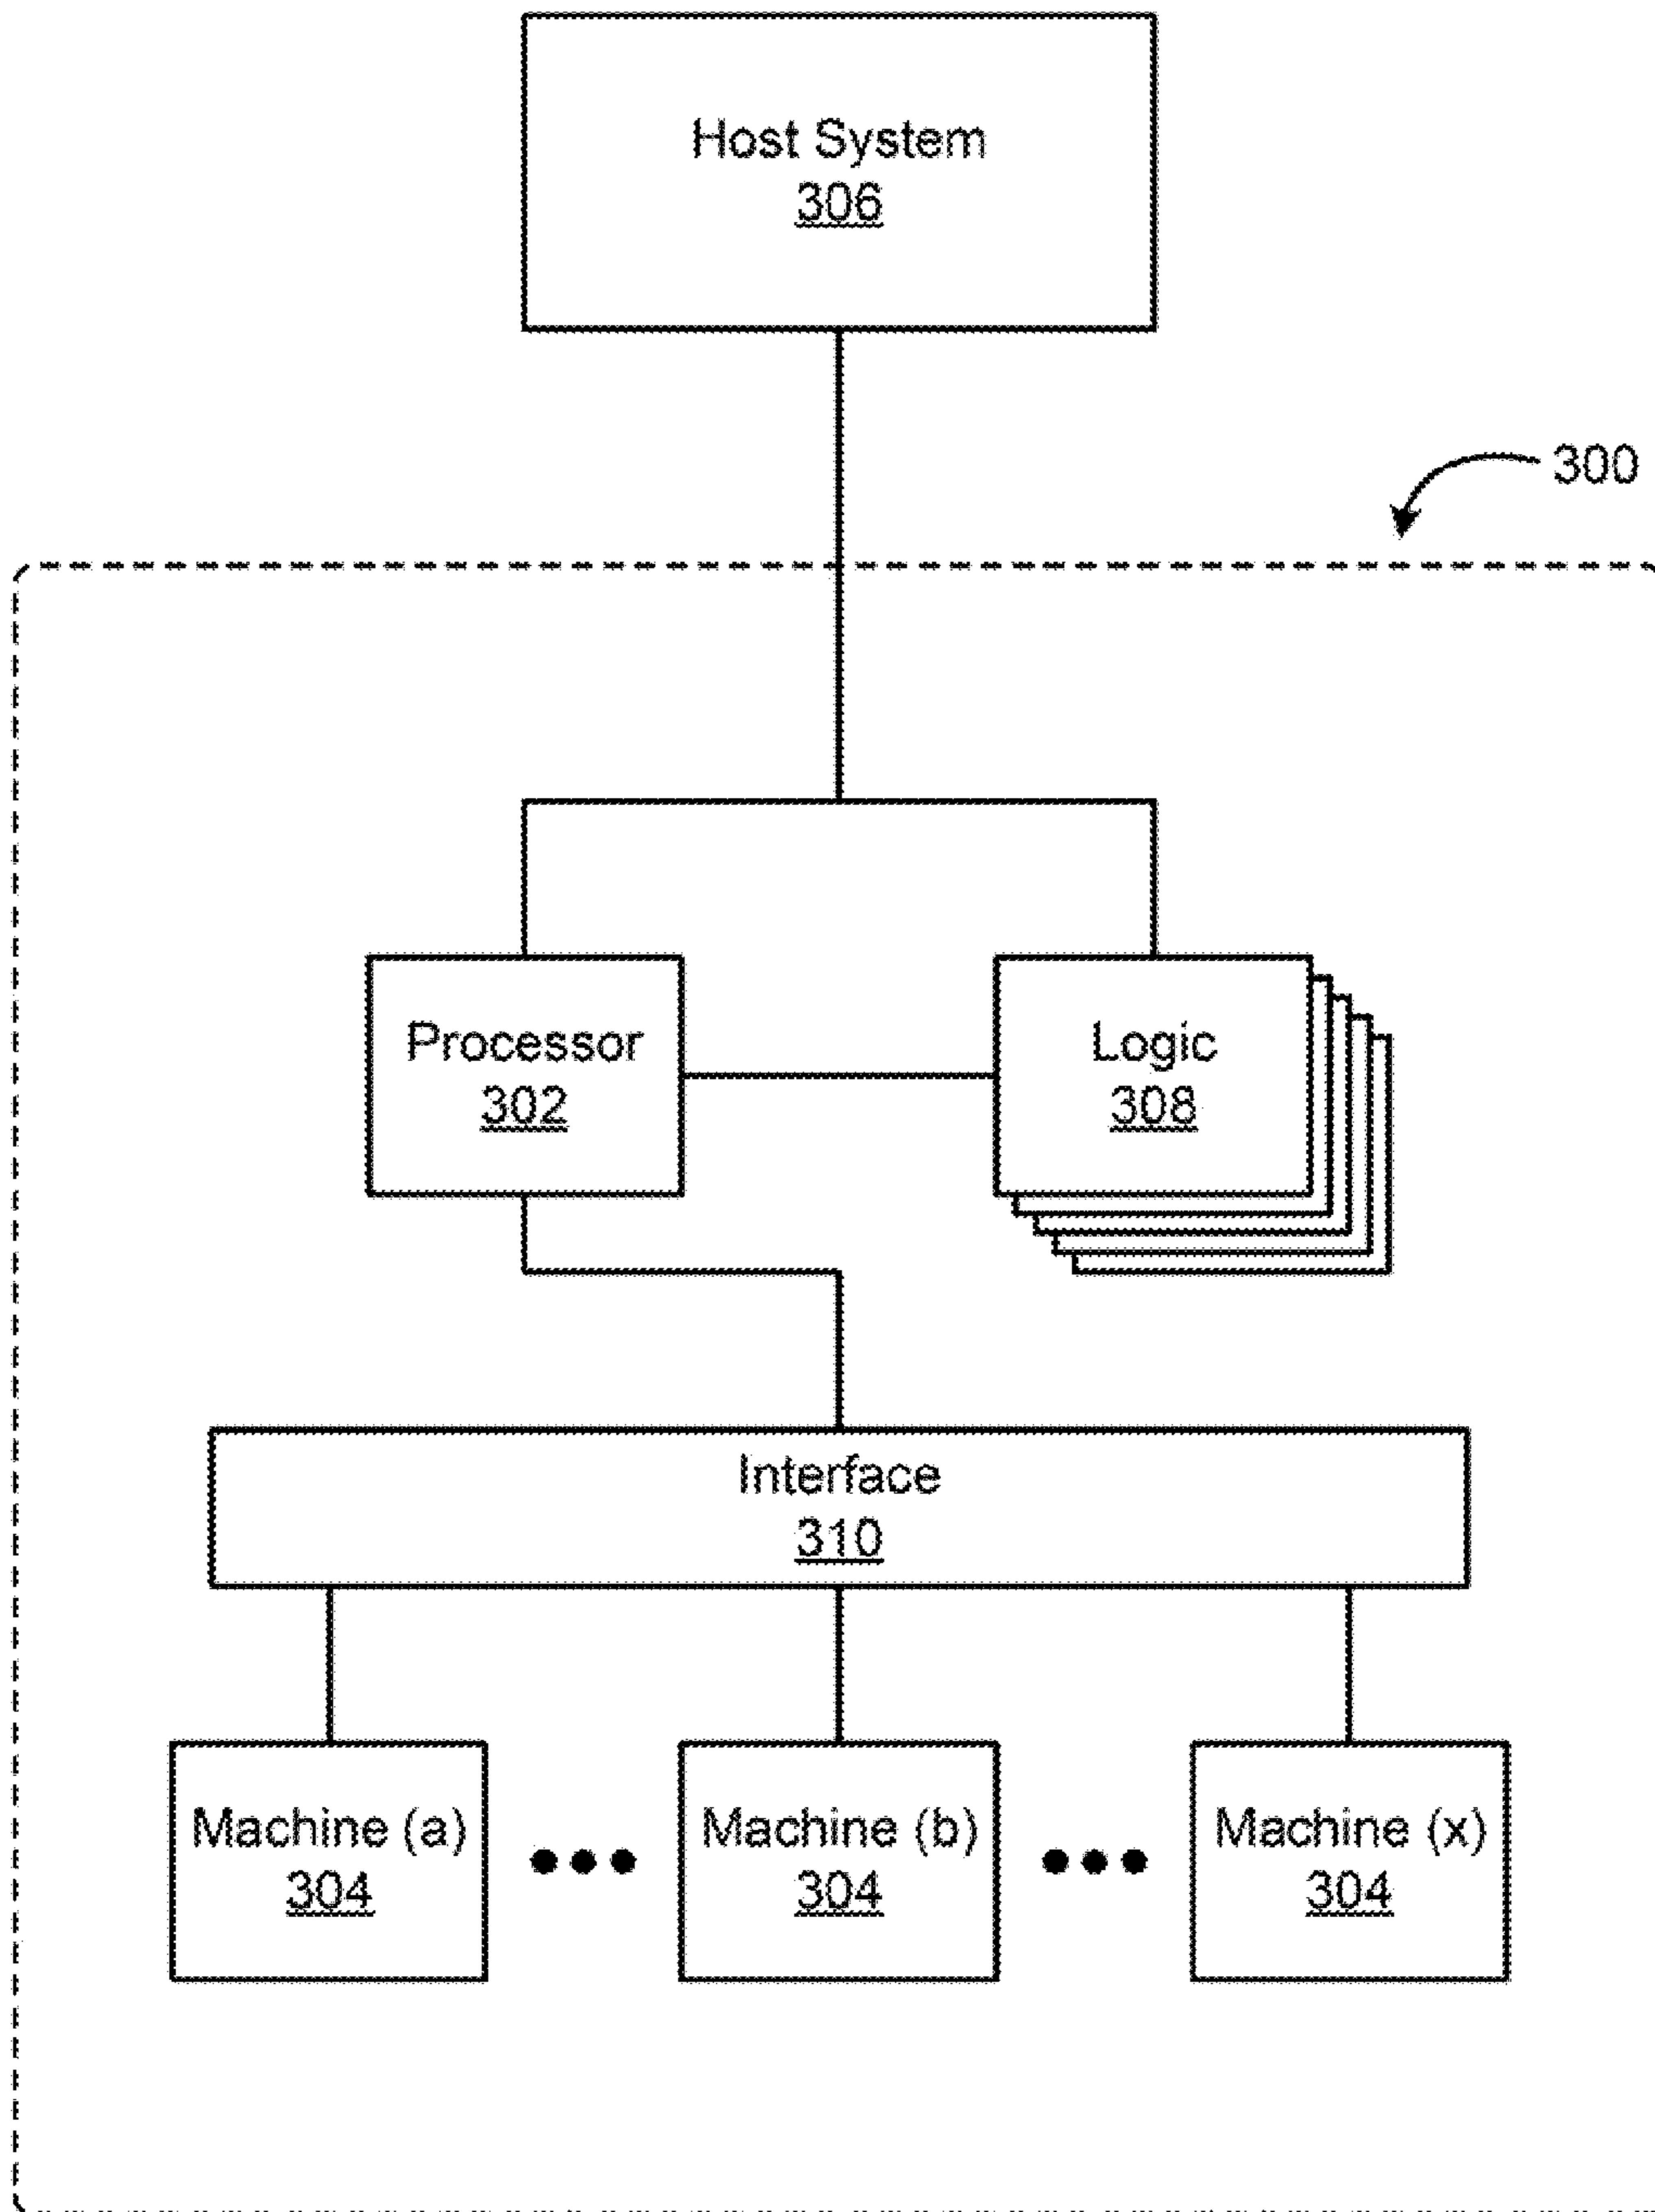 Host System
306
300
Processor
302
Logic
308
Interface
310
Machine (a)
304
Machine (b)
304
Machine (x)
304